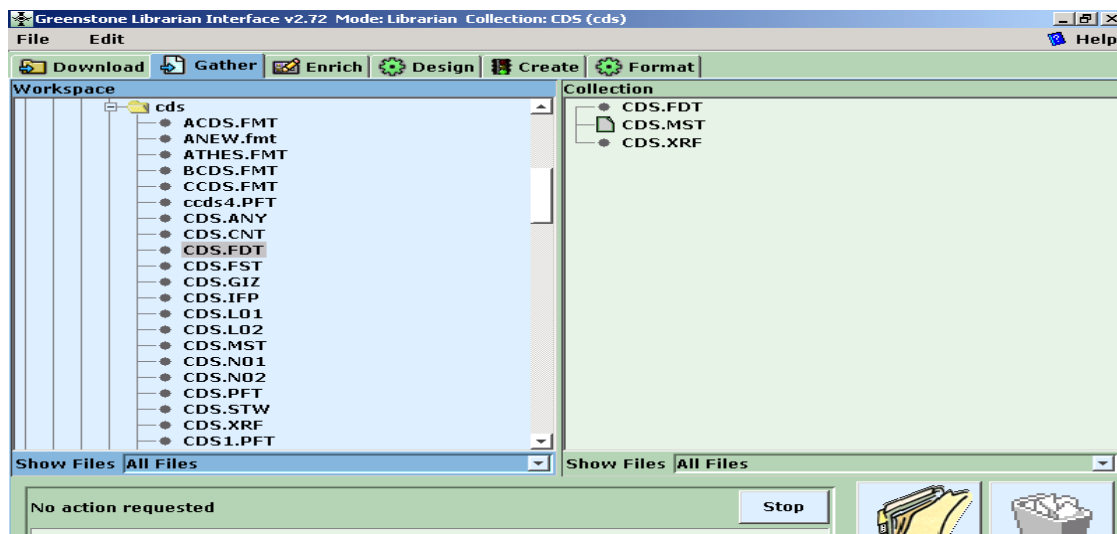 Greenstone Librarian Interface v2.72 Mode: Librarian Collection: CDS (cds)
File Edit Help
Download Gather Enrich Design Create Format
Workspace Collection
cds
ACDS.FMT
ANEW.fmt
ATHES.FMT
BCDS.FMT
CCDS.FMT
ccds4.PFT
CDS.ANY
CDS.CNT
CDS.FDT
CDS.FST
CDS.GIZ
CDS.IFP
CDS.L01
CDS.L02
CDS.MST
CDS.N01
CDS.N02
CDS.PFT
CDS.STW
CDS.XRF
CDS1.PFT
CDS.FDT
CDS.MST
CDS.XRF
Show Files All Files
Show Files All Files
No action requested Stop